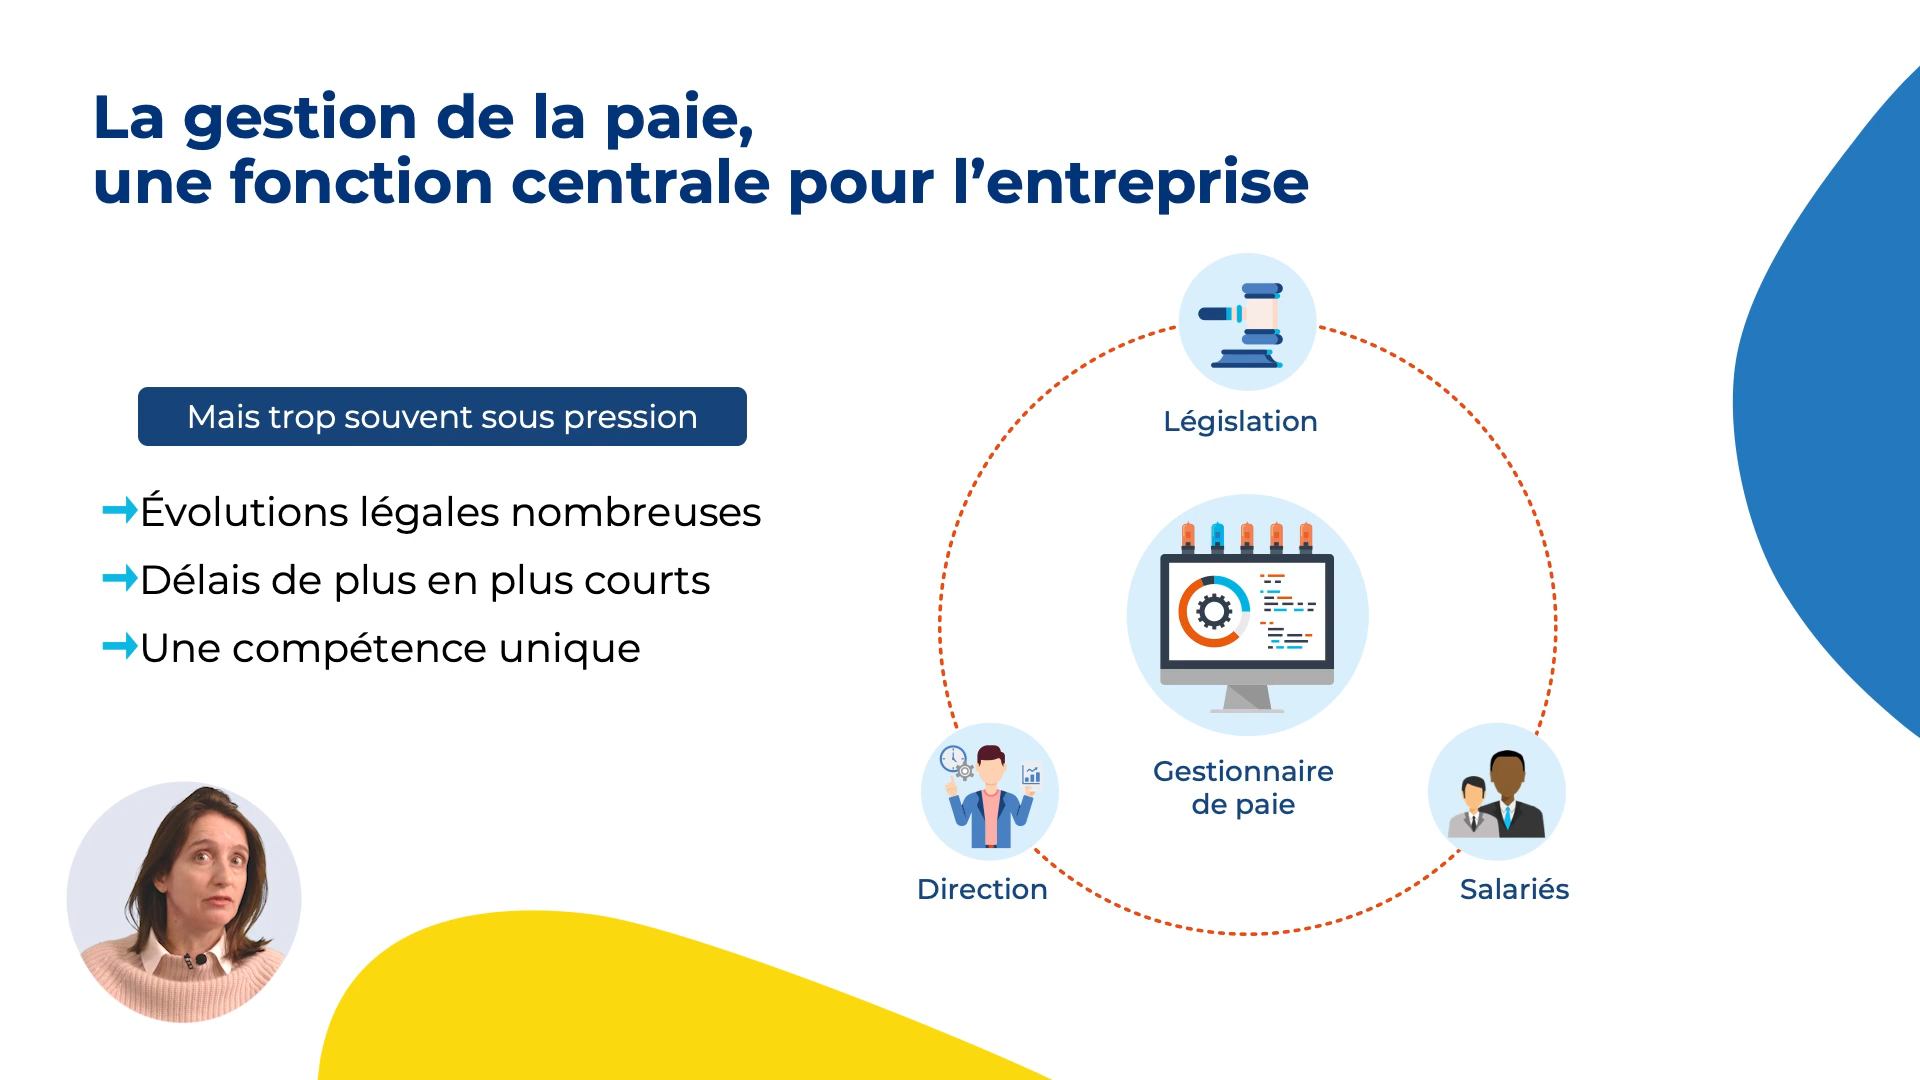 La gestion de la paie,
une fonction centrale pour l’entreprise
Mais trop souvent sous pression
Évolutions légales nombreuses
Délais de plus en plus courts
Une compétence unique
Législation
Gestionnaire
de paie
Direction
Salariés